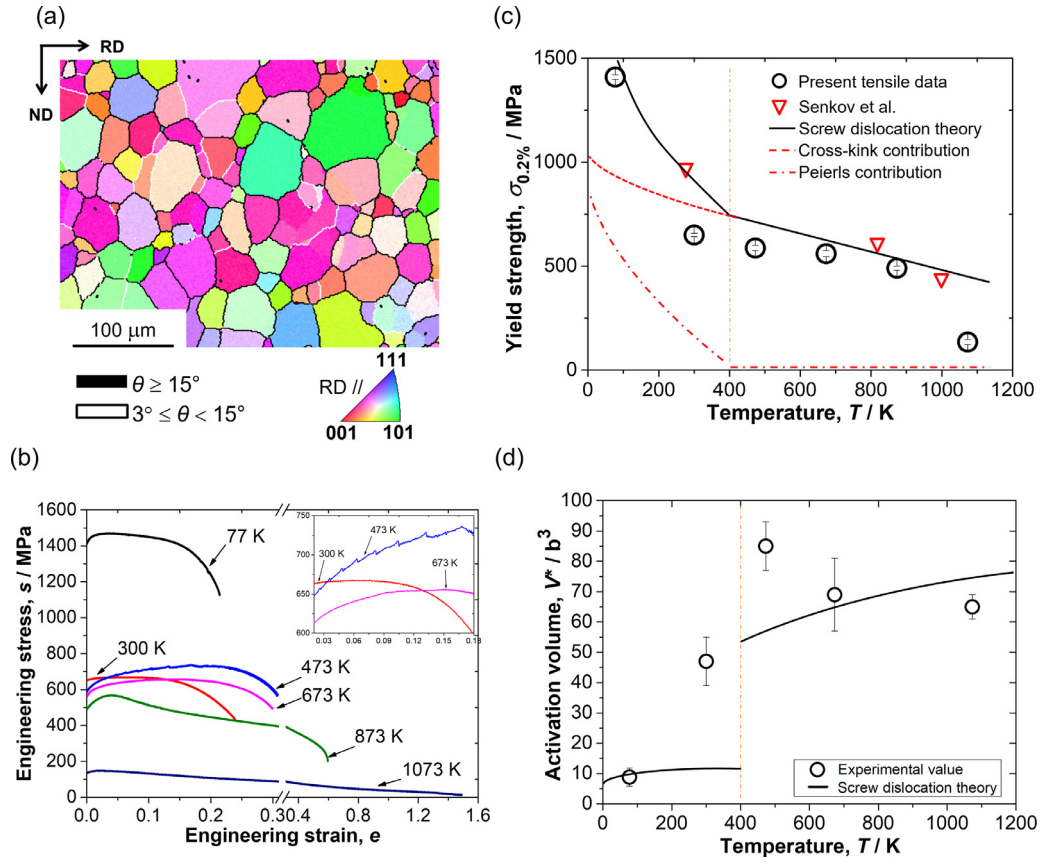 (a)
RD
ND
100 μm
θ ≥ 15°
3° ≤ θ < 15°
RD //
111
001
101
(b)
Engineering stress, s / MPa
1600
1400
1200
1000
800
600
400
200
0
0.0
0.1
0.2
0.30.4
0.8
1.2
1.6
Engineering strain, e
77 K
300 K
473 K
673 K
873 K
1073 K
750
700
650
600
0.03
0.06
0.09
0.12
0.15
0.18
300 K
473 K
673 K
(c)
Yield strength, σ0.2% / MPa
1500
1000
500
0
0
200
400
600
800
1000
1200
Temperature, T / K
Present tensile data
Senkov et al.
Screw dislocation theory
Cross-kink contribution
Peierls contribution
(d)
Activation volume, V* / b³
100
90
80
70
60
50
40
30
20
10
0
0
200
400
600
800
1000
1200
Temperature, T / K
Experimental value
Screw dislocation theory